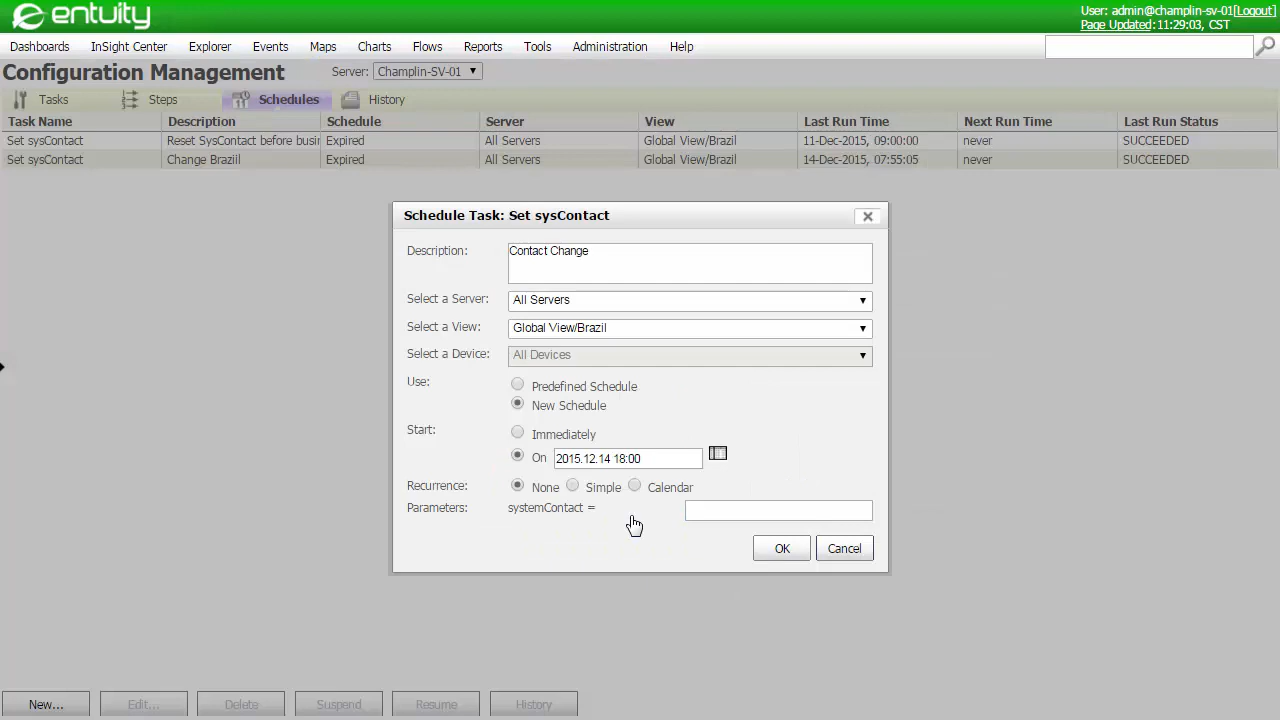 entuity
User: admin@champlin-sv-01[Logout]
Page Updated: 11:29:03, CST
Dashboards InSight Center Explorer Events Maps Charts Flows Reports Tools Administration Help
Configuration Management Server: Champlin-SV-01
Tasks Steps Schedules History
Task Name Description Schedule Server View Last Run Time Next Run Time Last Run Status
Set sysContact Reset SysContact before busir Expired All Servers Global View/Brazil 11-Dec-2015, 09:00:00 never SUCCEEDED
Set sysContact Change Braziil Expired All Servers Global View/Brazil 14-Dec-2015, 07:55:05 never SUCCEEDED
Schedule Task: Set sysContact
Description: Contact Change
Select a Server: All Servers
Select a View: Global View/Brazil
Select a Device: All Devices
Use: Predefined Schedule
New Schedule
Start: Immediately
On 2015.12.14 18:00
Recurrence: None Simple Calendar
Parameters: systemContact =
OK Cancel
New... Edit... Delete Suspend Resume History